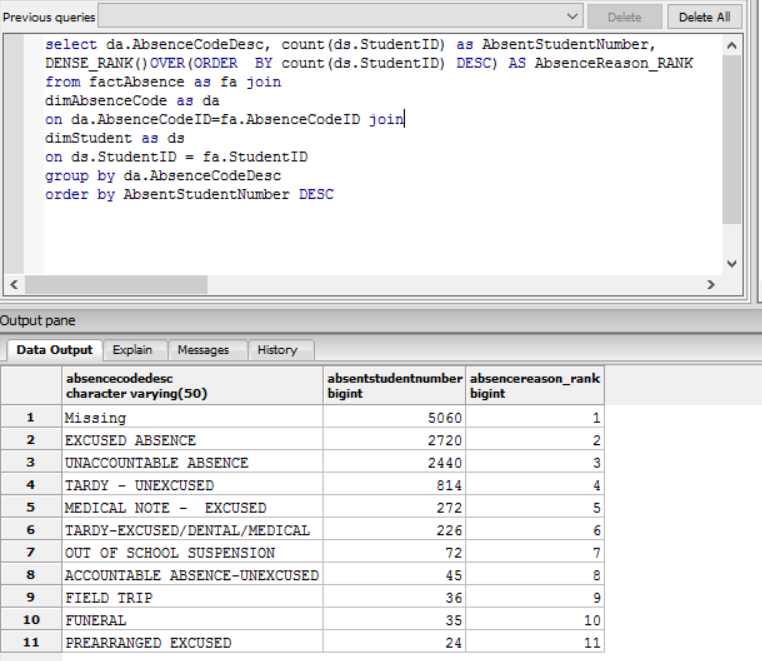 Previous queries Delete Delete All
select da.AbsenceCodeDesc, count(ds.StudentID) as AbsentStudentNumber,
DENSE_RANK()OVER(ORDER  BY count(ds.StudentID) DESC) AS AbsenceReason_RANK
from factAbsence as fa join
dimAbsenceCode as da
on da.AbsenceCodeID=fa.AbsenceCodeID join
dimStudent as ds
on ds.StudentID = fa.StudentID
group by da.AbsenceCodeDesc
order by AbsentStudentNumber DESC
Output pane
Data Output Explain Messages History
absencecodedesc absentstudentnumber absencereason_rank
character varying(50) bigint bigint
1 Missing 5060 1
2 EXCUSED ABSENCE 2720 2
3 UNACCOUNTABLE ABSENCE 2440 3
4 TARDY - UNEXCUSED 814 4
5 MEDICAL NOTE -  EXCUSED 272 5
6 TARDY-EXCUSED/DENTAL/MEDICAL 226 6
7 OUT OF SCHOOL SUSPENSION 72 7
8 ACCOUNTABLE ABSENCE-UNEXCUSED 45 8
9 FIELD TRIP 36 9
10 FUNERAL 35 10
11 PREARRANGED EXCUSED 24 11